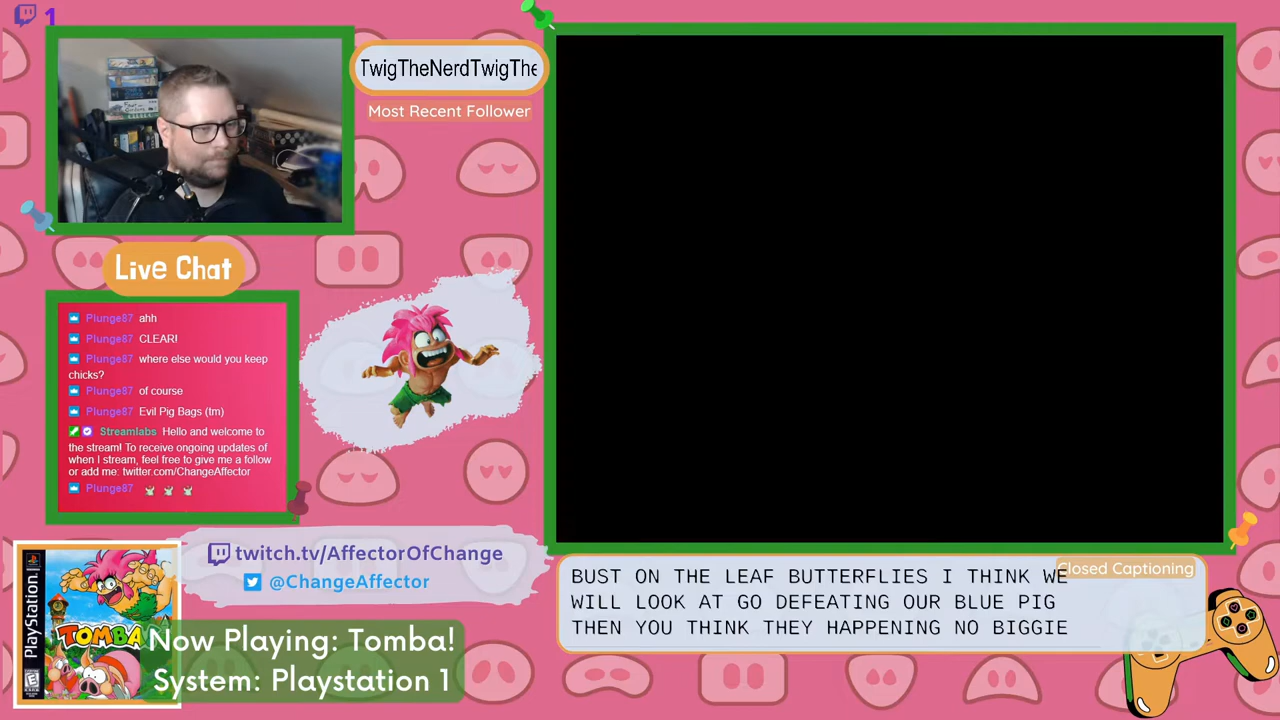 1
TwigTheNerdTwigThe
Most Recent Follower
Live Chat
Plunge87 ahh
Plunge87 CLEAR!
Plunge87 where else would you keep
chicks?
Plunge87 of course
Plunge87 Evil Pig Bags (tm)
Streamlabs Hello and welcome to
the stream! To receive ongoing updates of
when I stream, feel free to give me a follow
or add me: twitter.com/ChangeAffector
Plunge87
twitch.tv/AffectorOfChange
@ChangeAffector
PlayStation
TOMBA
Now Playing: Tomba!
System: Playstation 1
Closed Captioning
BUST ON THE LEAF BUTTERFLIES I THINK WE
WILL LOOK AT GO DEFEATING OUR BLUE PIG
THEN YOU THINK THEY HAPPENING NO BIGGIE